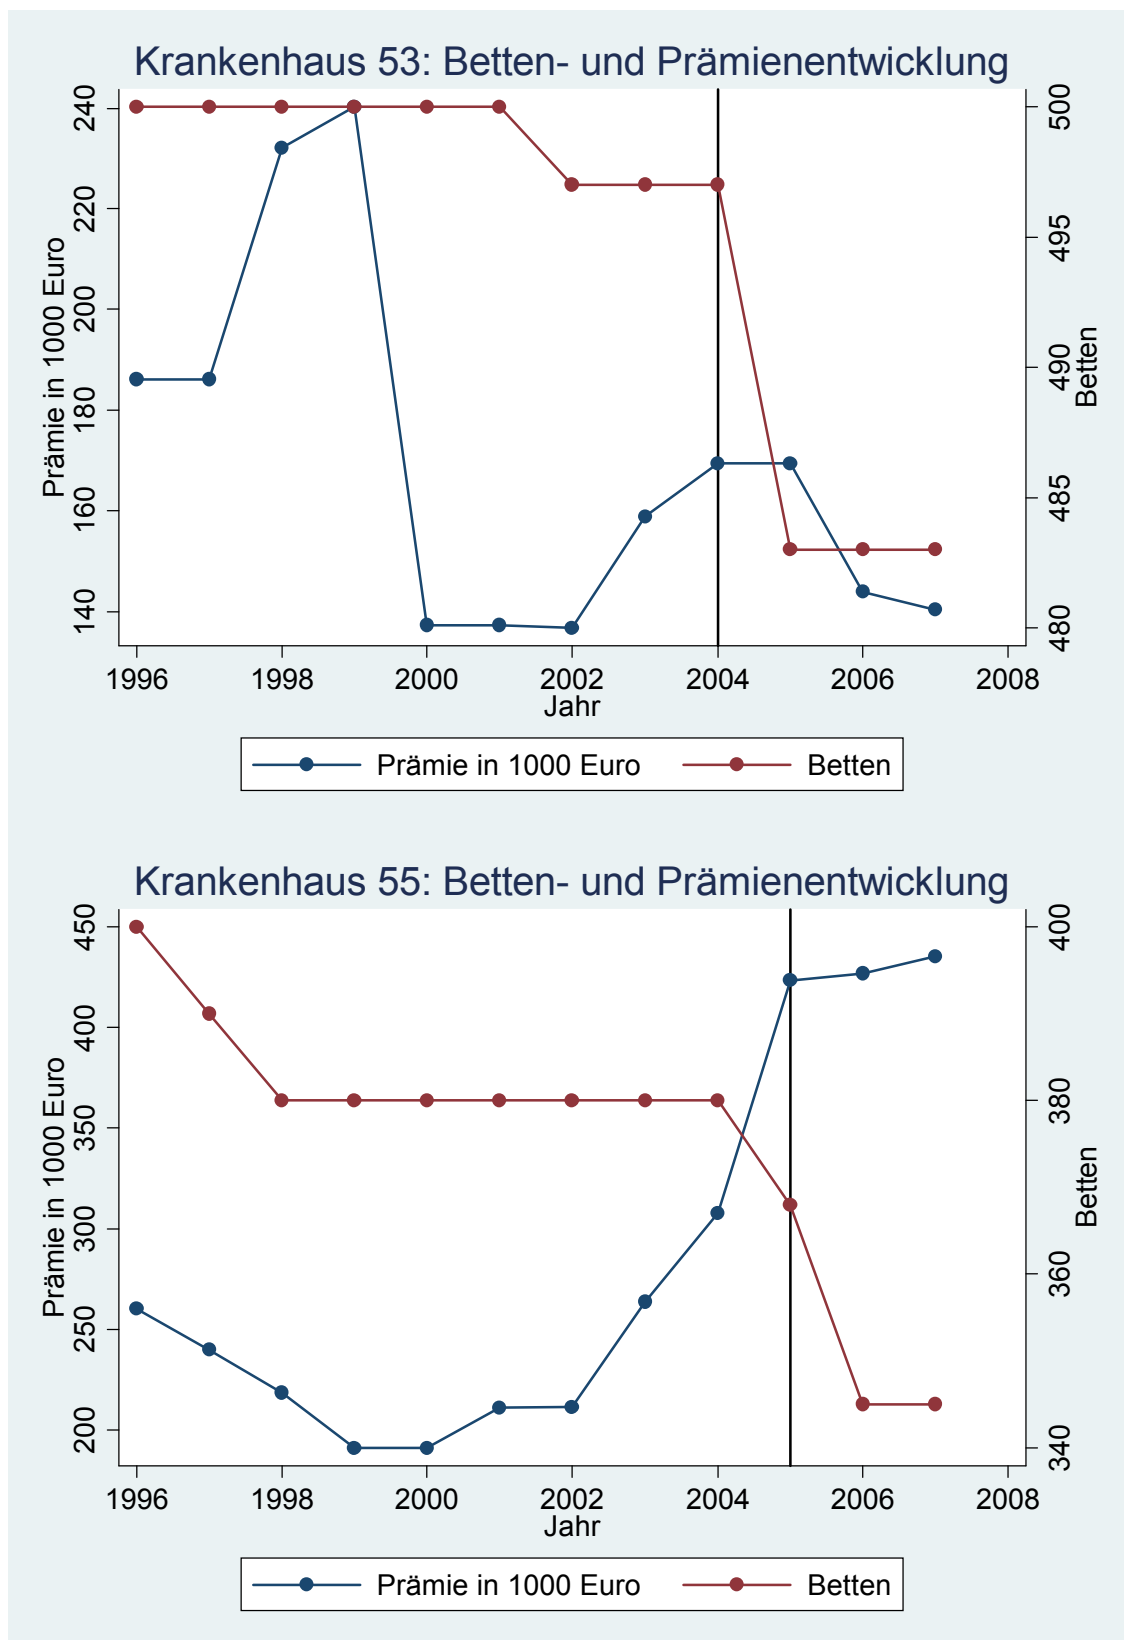 Krankenhaus 53: Betten- und Prämienentwicklung
240
220
200
180
160
140
Prämie in 1000 Euro
500
495
490
485
480
Betten
1996 1998 2000 2002 2004 2006 2008
Jahr
Prämie in 1000 Euro Betten
Krankenhaus 55: Betten- und Prämienentwicklung
450
400
350
300
250
200
Prämie in 1000 Euro
400
380
360
340
Betten
1996 1998 2000 2002 2004 2006 2008
Jahr
Prämie in 1000 Euro Betten